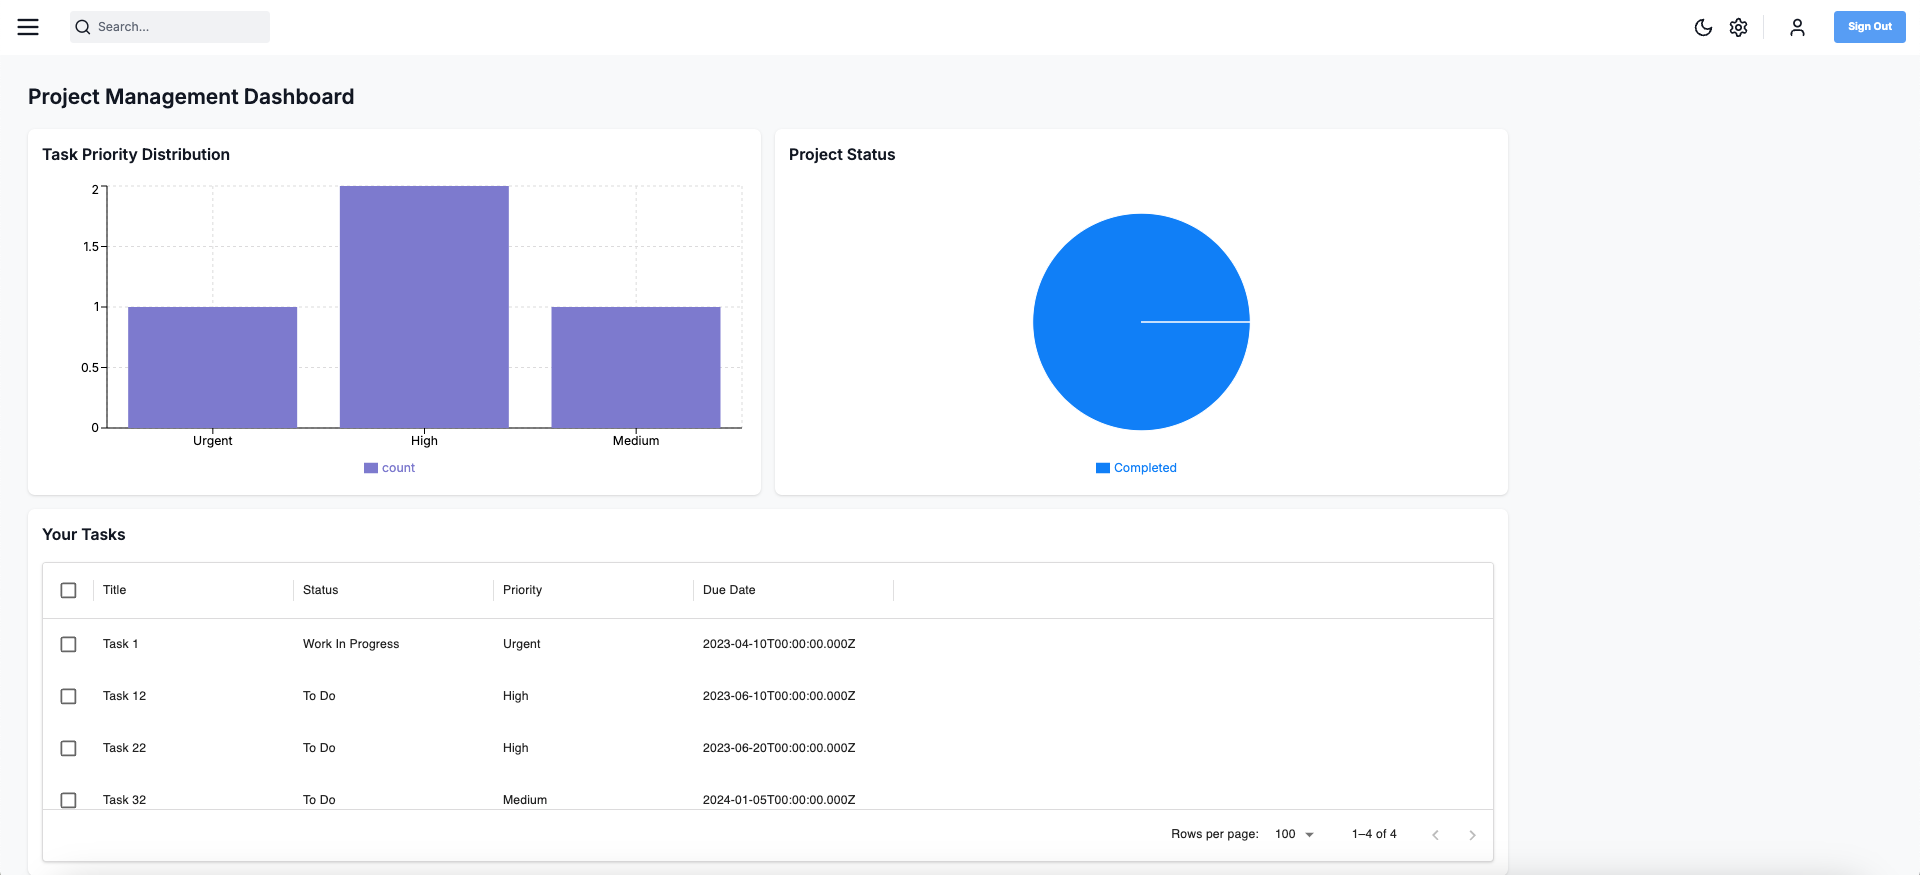 Search...
Sign Out
Project Management Dashboard
Task Priority Distribution
2
1.5
1
0.5
0
Urgent High Medium
count
Project Status
Completed
Your Tasks
Title Status Priority Due Date
Task 1 Work In Progress Urgent 2023-04-10T00:00:00.000Z
Task 12 To Do High 2023-06-10T00:00:00.000Z
Task 22 To Do High 2023-06-20T00:00:00.000Z
Task 32 To Do Medium 2024-01-05T00:00:00.000Z
Rows per page: 100 1–4 of 4